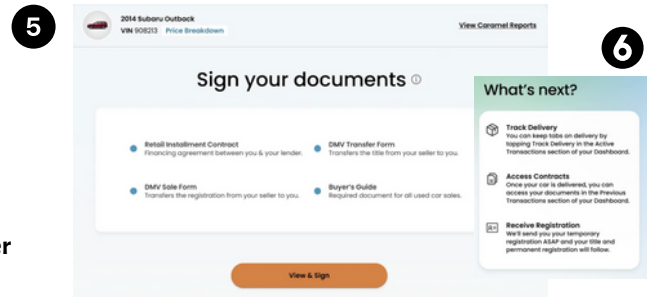 5
2014 Subaru Outback
VIN 908213 Price Breakdown
View Caramel Reports
6
Sign your documents
Retail Installment Contract
Financing agreement between you & your lender.
DMV Transfer Form
Transfers the title from your seller to you.
DMV Sale Form
Transfers the registration from your seller to you.
Buyer's Guide
Required document for all used car sales.
View & Sign
What's next?
Track Delivery
You can keep tabs on delivery by
tapping Track Delivery in the Active
Transactions section of your Dashboard.
Access Contracts
Once your car is delivered, you can
access your documents in the Previous
Transactions section of your Dashboard.
Receive Registration
We'll send you your temporary
registration ASAP and your title and
permanent registration will follow.
er